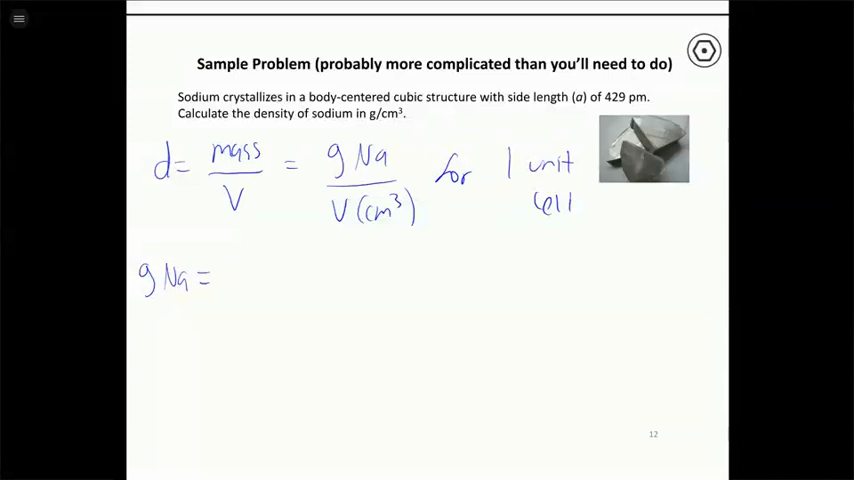 Sample Problem (probably more complicated than you'll need to do)
Sodium crystallizes in a body-centered cubic structure with side length (a) of 429 pm.
Calculate the density of sodium in g/cm³.
d = mass / V = g Na / V (cm³) for 1 unit cell
g Na =
12